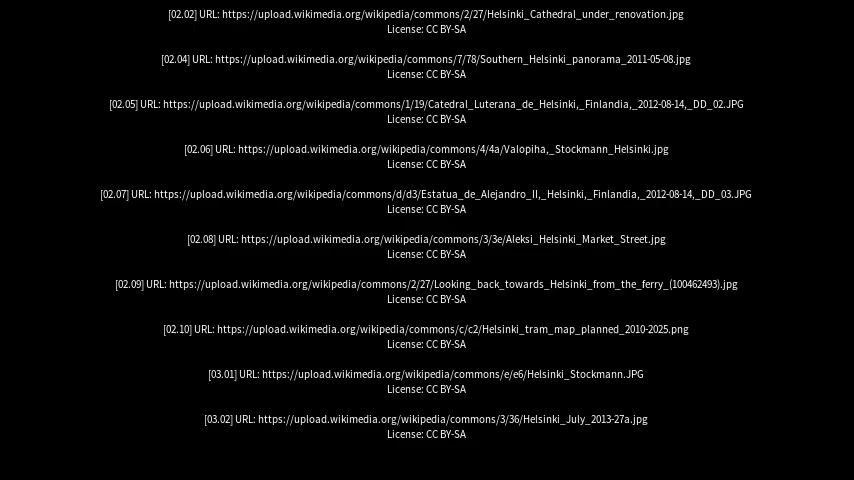 [02.02] URL: https://upload.wikimedia.org/wikipedia/commons/2/27/Helsinki_Cathedral_under_renovation.jpg
License: CC BY-SA
[02.04] URL: https://upload.wikimedia.org/wikipedia/commons/7/78/Southern_Helsinki_panorama_2011-05-08.jpg
License: CC BY-SA
[02.05] URL: https://upload.wikimedia.org/wikipedia/commons/1/19/Catedral_Luterana_de_Helsinki,_Finlandia,_2012-08-14,_DD_02.JPG
License: CC BY-SA
[02.06] URL: https://upload.wikimedia.org/wikipedia/commons/4/4a/Valopiha,_Stockmann_Helsinki.jpg
License: CC BY-SA
[02.07] URL: https://upload.wikimedia.org/wikipedia/commons/d/d3/Estatua_de_Alejandro_II,_Helsinki,_Finlandia,_2012-08-14,_DD_03.JPG
License: CC BY-SA
[02.08] URL: https://upload.wikimedia.org/wikipedia/commons/3/3e/Aleksi_Helsinki_Market_Street.jpg
License: CC BY-SA
[02.09] URL: https://upload.wikimedia.org/wikipedia/commons/2/27/Looking_back_towards_Helsinki_from_the_ferry_(100462493).jpg
License: CC BY-SA
[02.10] URL: https://upload.wikimedia.org/wikipedia/commons/c/c2/Helsinki_tram_map_planned_2010-2025.png
License: CC BY-SA
[03.01] URL: https://upload.wikimedia.org/wikipedia/commons/e/e6/Helsinki_Stockmann.JPG
License: CC BY-SA
[03.02] URL: https://upload.wikimedia.org/wikipedia/commons/3/36/Helsinki_July_2013-27a.jpg
License: CC BY-SA